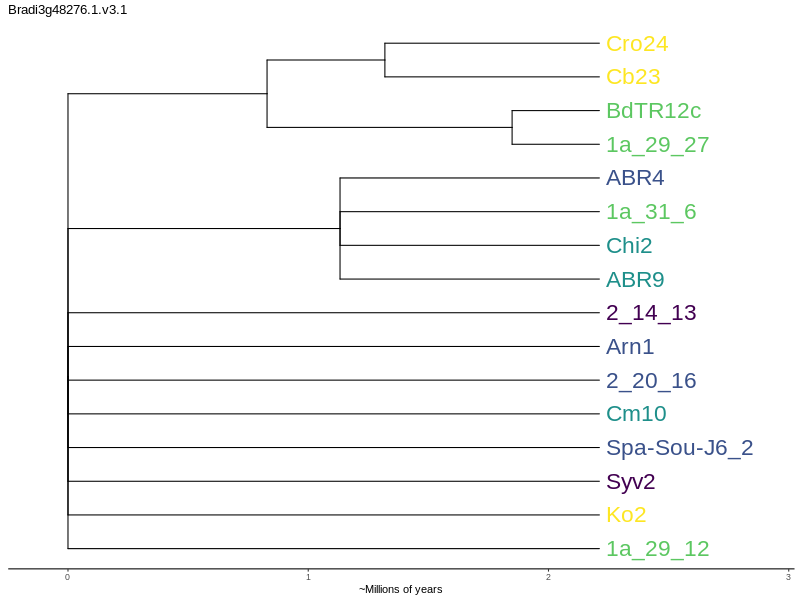 Bradi3g48276.1.v3.1
Cro24
Cb23
BdTR12c
1a_29_27
ABR4
1a_31_6
Chi2
ABR9
2_14_13
Arn1
2_20_16
Cm10
Spa-Sou-J6_2
Syv2
Ko2
1a_29_12
0 1 2 3
~Millions of years